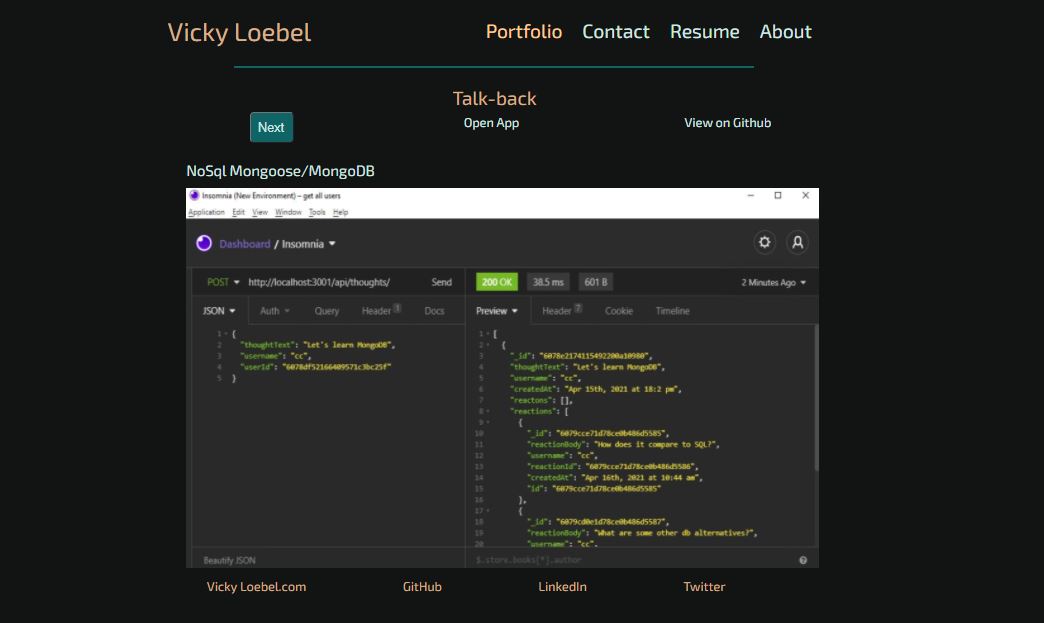 Vicky Loebel
Portfolio Contact Resume About
Talk-back
Next
Open App
View on Github
NoSql Mongoose/MongoDB
Insomnia (New Environment) – get all users
Application Edit View Window Tools Help
Dashboard / Insomnia
POST http://localhost:3001/api/thoughts/ Send
200 OK 38.5 ms 601 B 2 Minutes Ago
JSON Auth Query Header 1 Docs
Preview Header 7 Cookie Timeline
1 {
2 "thoughtText": "Let's learn MongoDB",
3 "username": "cc",
4 "userId": "6078df52166409571c3bc25f"
5 }
1 [
2 {
3 "_id": "6078e2174115492200a10980",
4 "thoughtText": "Let's learn MongoDB",
5 "username": "cc",
6 "createdAt": "Apr 15th, 2021 at 18:2 pm",
7 "reactons": [],
8 "reactions": [
9 {
10 "_id": "6079cce71d78ce0b486d5585",
11 "reactionBody": "How does it compare to SQL?",
12 "username": "cc",
13 "reactionId": "6079cce71d78ce0b486d5586",
14 "createdAt": "Apr 16th, 2021 at 10:44 am",
15 "id": "6079cce71d78ce0b486d5585"
16 },
17 {
18 "_id": "6079cd0e1d78ce0b486d5587",
19 "reactionBody": "What are some other db alternatives?",
20 "username": "cc",
Beautify JSON
$.store.books[*].author
Vicky Loebel.com GitHub LinkedIn Twitter